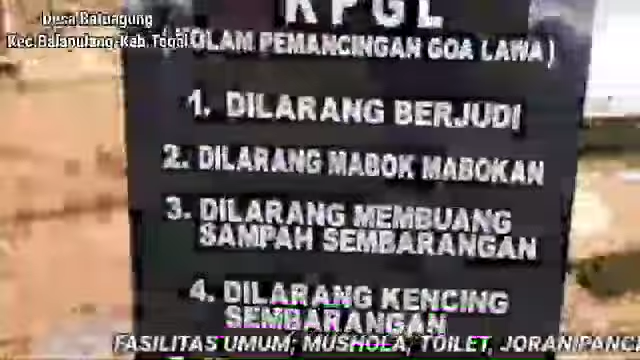 Desa Batuagung
Kec.Balapulang-Kab.Tegal
KPGL
(KOLAM PEMANCINGAN GOA LAWA)
1. DILARANG BERJUDI
2. DILARANG MABOK MABOKAN
3. DILARANG MEMBUANG
SAMPAH SEMBARANGAN
4. DILARANG KENCING
SEMBARANGAN
FASILITAS UMUM; MUSHOLA, TOILET, JORAN PANC